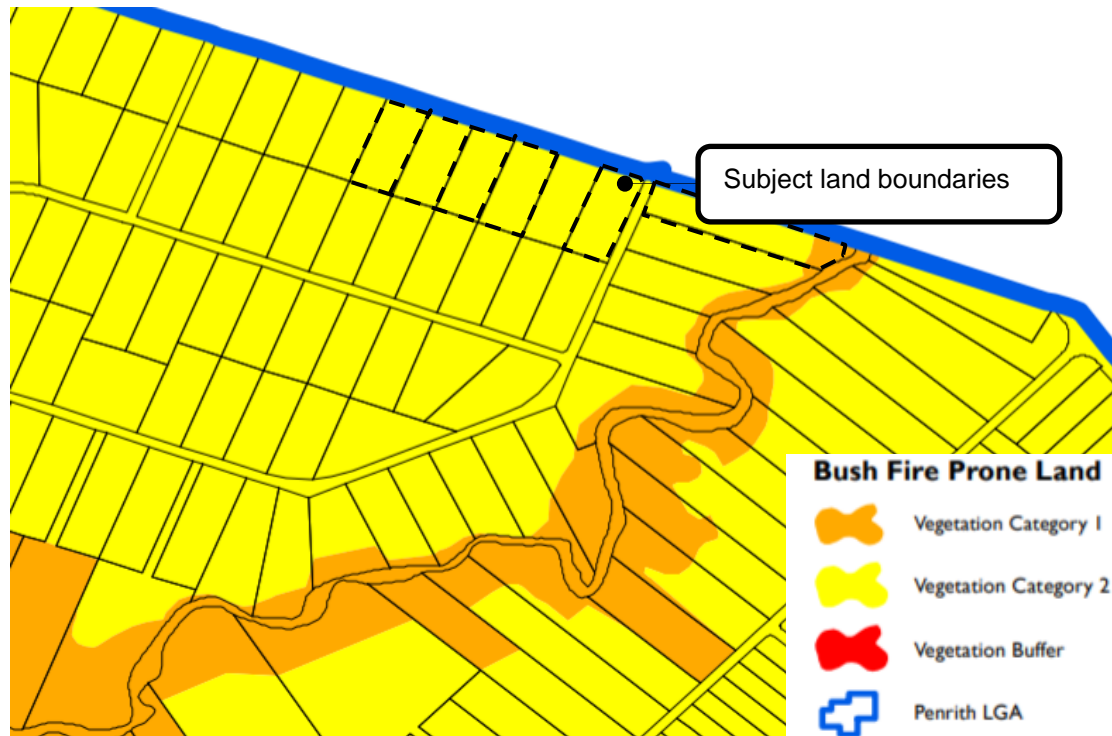 Subject land boundaries
Bush Fire Prone Land
Vegetation Category 1
Vegetation Category 2
Vegetation Buffer
Penrith LGA